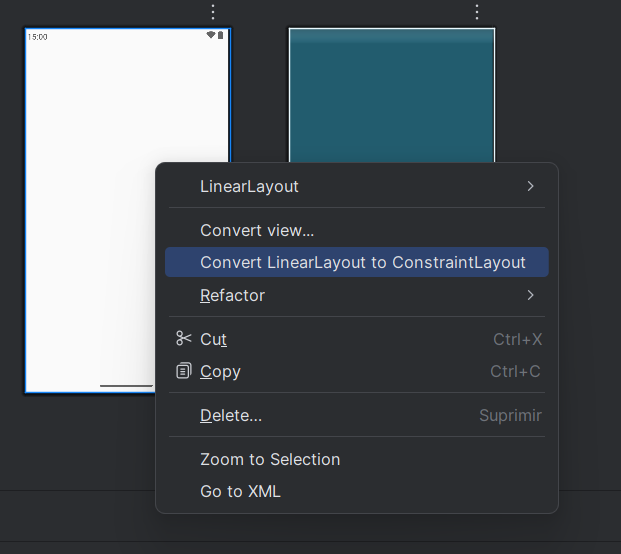 15:00
LinearLayout
Convert view...
Convert LinearLayout to ConstraintLayout
Refactor
Cut Ctrl+X
Copy Ctrl+C
Delete... Suprimir
Zoom to Selection
Go to XML